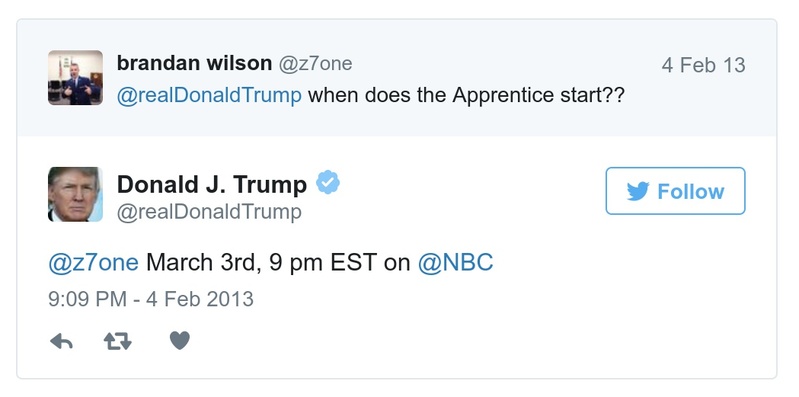 brandan wilson @z7one 4 Feb 13
@realDonaldTrump when does the Apprentice start??
Donald J. Trump
@realDonaldTrump
Follow
@z7one March 3rd, 9 pm EST on @NBC
9:09 PM - 4 Feb 2013